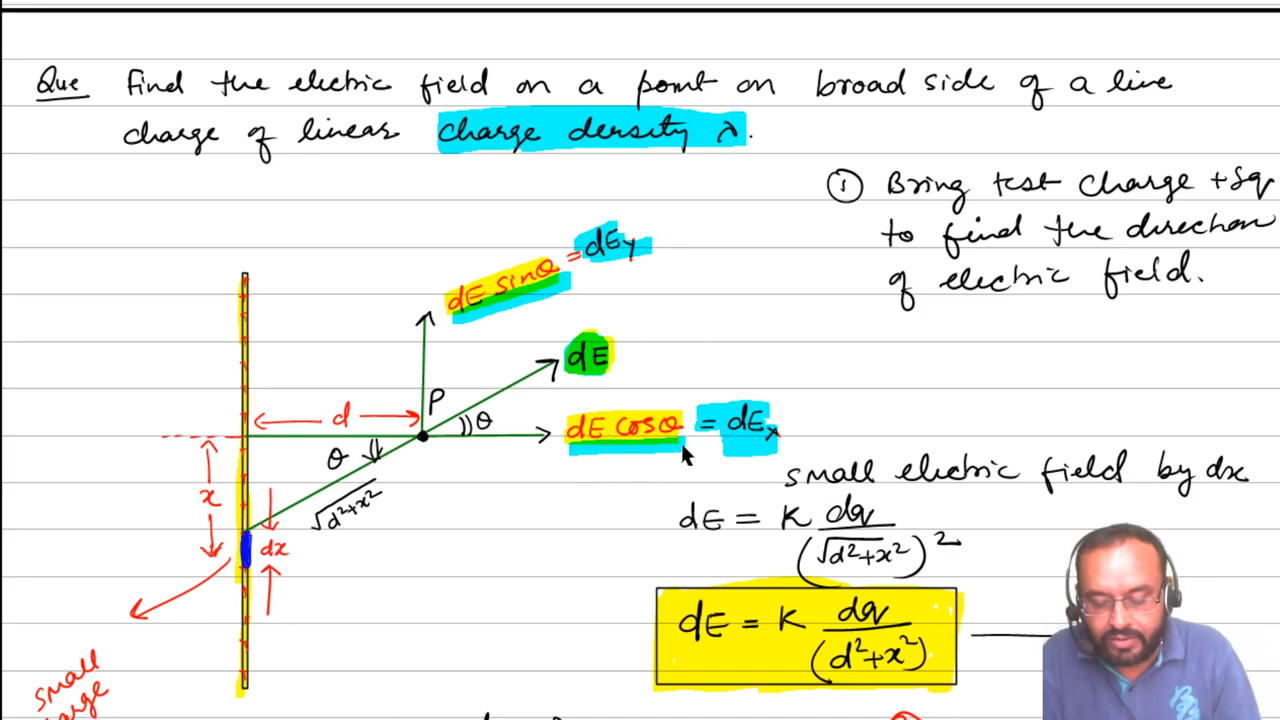 Que Find the electric field on a point on broad side of a line
charge of linear charge density λ.
① Bring test charge +δq
to find the direction
of electric field.
dE sinθ = dEy
dE
P
d
θ
θ
dE cosθ = dEx
x
√d²+x²
dx
small electric field by dx
dE = K dq/(√d²+x²)²
dE = K dq/(d²+x²)
small